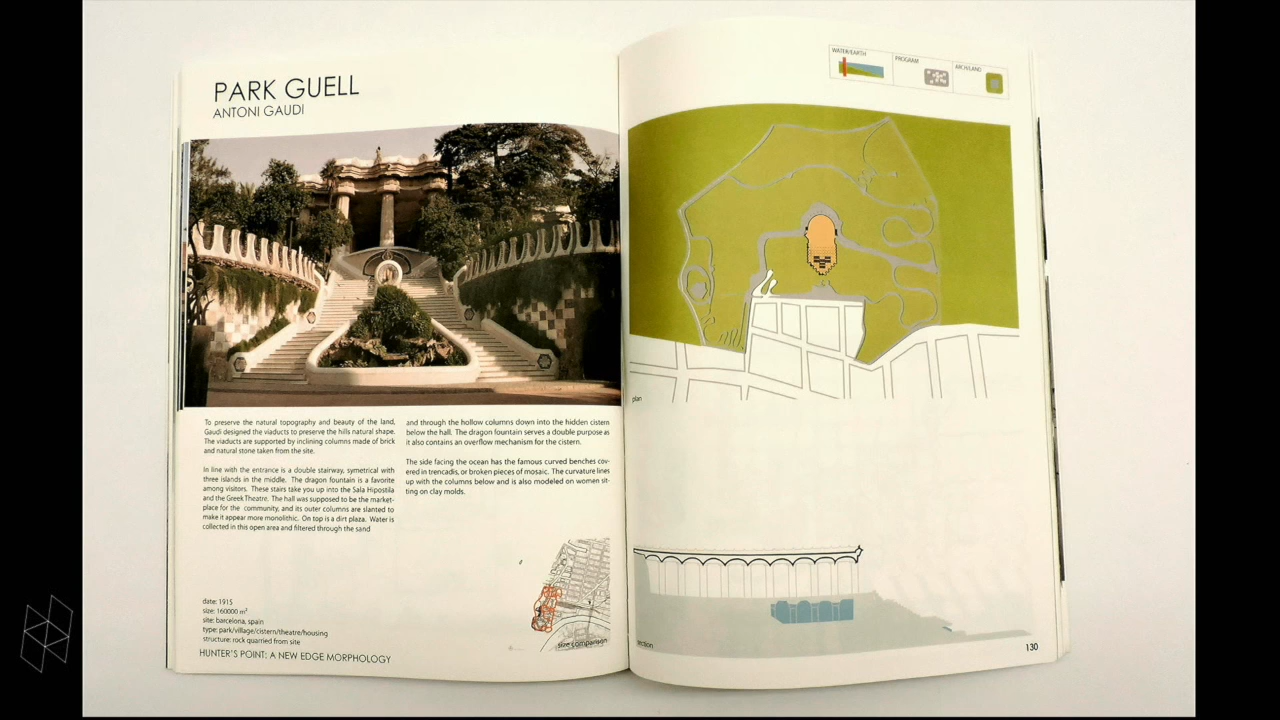 PARK GUELL
ANTONI GAUDI
To preserve the natural topography and beauty of the land,
Gaudi designed the viaducts to preserve the hills natural shape.
The viaducts are supported by inclining columns made of brick
and natural stone taken from the site.
In line with the entrance is a double stairway, symetrical with
three islands in the middle. The dragon fountain is a favorite
among visitors. These stairs take you up into the Sala Hipostila
and the Greek Theatre. The hall was supposed to be the market-
place for the community, and its outer columns are slanted to
make it appear more monolithic. On top is a dirt plaza. Water is
collected in this open area and filtered through the sand
and through the hollow columns down into the hidden cistern
below the hall. The dragon fountain serves a double purpose as
it also contains an overflow mechanism for the cistern.
The side facing the ocean has the famous curved benches cov-
ered in trencadis, or broken pieces of mosaic. The curvature lines
up with the columns below and is also modeled on women sit-
ting on clay molds.
date: 1915
size: 160000 m²
site: barcelona, spain
type: park/village/cistern/theatre/housing
structure: rock quarried from site
size comparison
HUNTER'S POINT: A NEW EDGE MORPHOLOGY
WATER/EARTH
PROGRAM
ARCH/LAND
plan
section
130